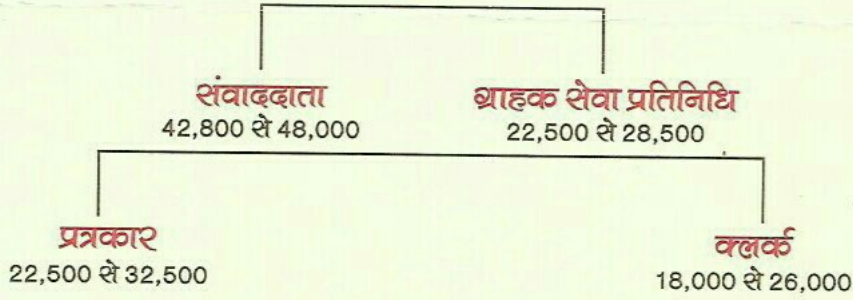 संवाददाता
42,800 से 48,000
ग्राहक सेवा प्रतिनिधि
22,500 से 28,500
प्रत्रकार
22,500 से 32,500
क्लर्क
18,000 से 26,000